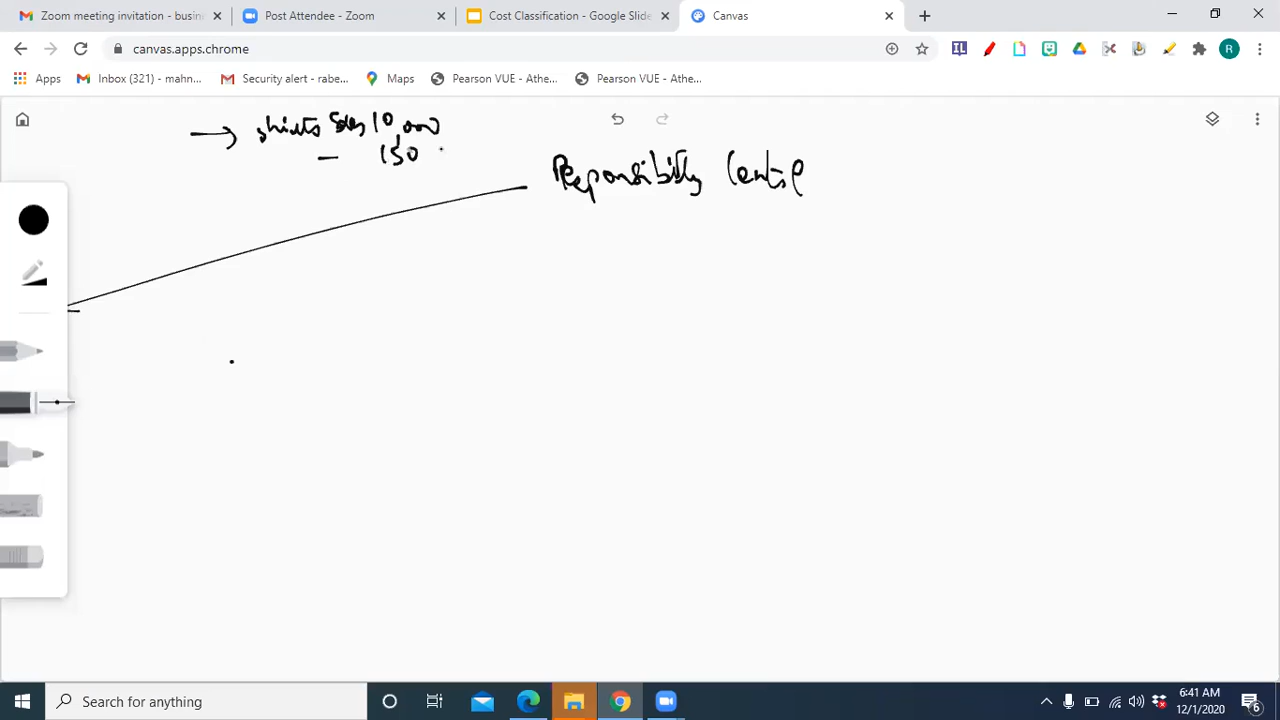 Zoom meeting invitation - busin
Post Attendee - Zoom
Cost Classification - Google Slide
Canvas
canvas.apps.chrome
Apps
Inbox (321) - mahn...
Security alert - rabe...
Maps
Pearson VUE - Athe...
Pearson VUE - Athe...
shirts Sales 10,000
- 150
Responsibility
Search for anything
6:41 AM
12/1/2020
6